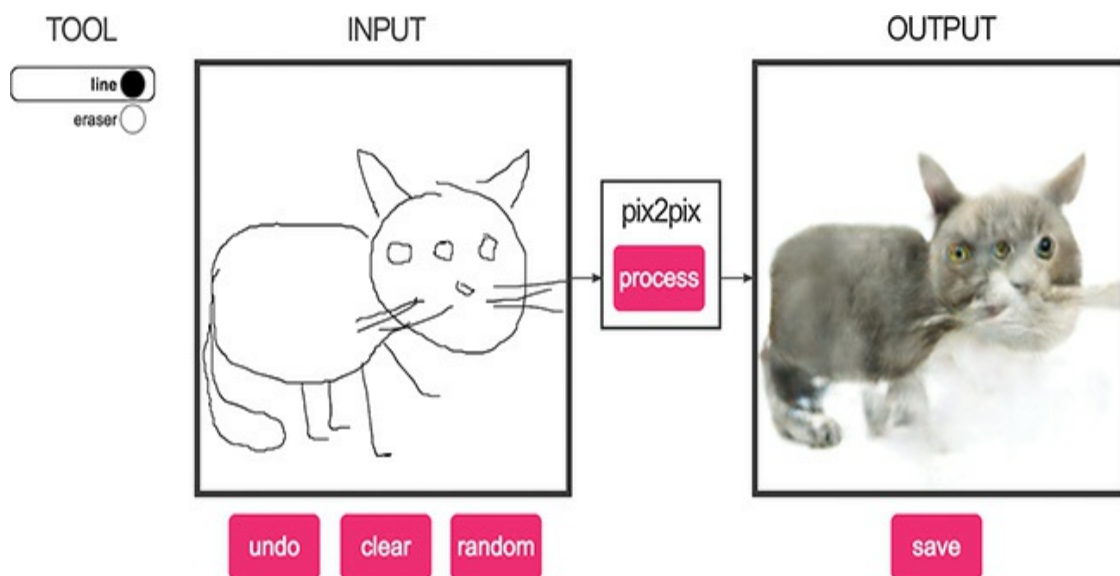 TOOL
INPUT
OUTPUT
line
eraser
pix2pix
process
undo
clear
random
save